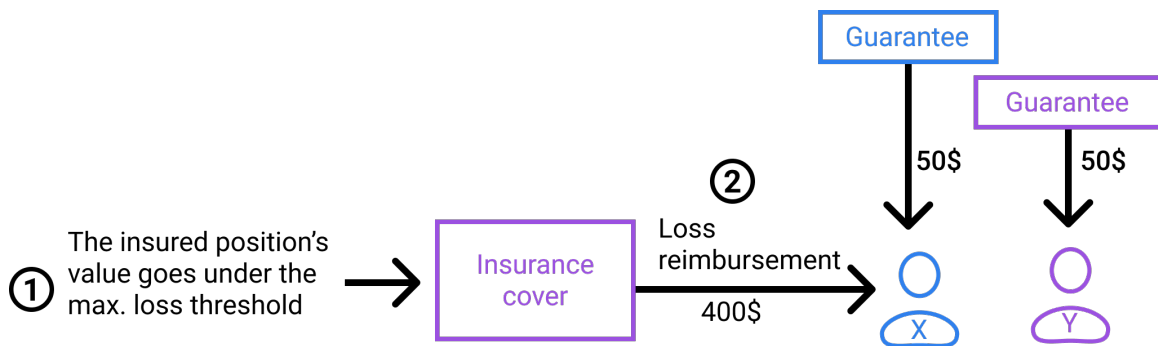 Guarantee
Guarantee
50$
50$
2
Loss
reimbursement
400$
1
The insured position's
value goes under the
max. loss threshold
Insurance
cover
X
Y